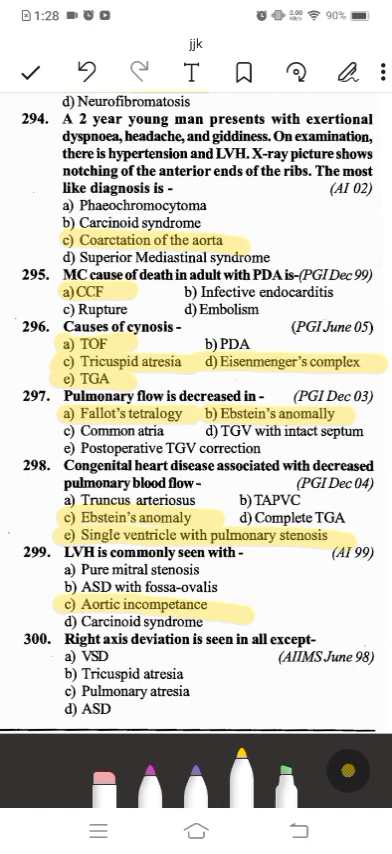 1:28
0.80
KB/s
90%
jjk
T
d) Neurofibromatosis
294. A 2 year young man presents with exertional
dyspnoea, headache, and giddiness. On examination,
there is hypertension and LVH. X-ray picture shows
notching of the anterior ends of the ribs. The most
like diagnosis is - (AI 02)
a) Phaeochromocytoma
b) Carcinoid syndrome
c) Coarctation of the aorta
d) Superior Mediastinal syndrome
295. MC cause of death in adult with PDA is-(PGI Dec 99)
a) CCF b) Infective endocarditis
c) Rupture d) Embolism
296. Causes of cynosis - (PGI June 05)
a) TOF b) PDA
c) Tricuspid atresia d) Eisenmenger's complex
e) TGA
297. Pulmonary flow is decreased in - (PGI Dec 03)
a) Fallot's tetralogy b) Ebstein's anomally
c) Common atria d) TGV with intact septum
e) Postoperative TGV correction
298. Congenital heart disease associated with decreased
pulmonary blood flow - (PGI Dec 04)
a) Truncus arteriosus b) TAPVC
c) Ebstein's anomaly d) Complete TGA
e) Single ventricle with pulmonary stenosis
299. LVH is commonly seen with - (AI 99)
a) Pure mitral stenosis
b) ASD with fossa-ovalis
c) Aortic incompetance
d) Carcinoid syndrome
300. Right axis deviation is seen in all except-
a) VSD (AIIMS June 98)
b) Tricuspid atresia
c) Pulmonary atresia
d) ASD